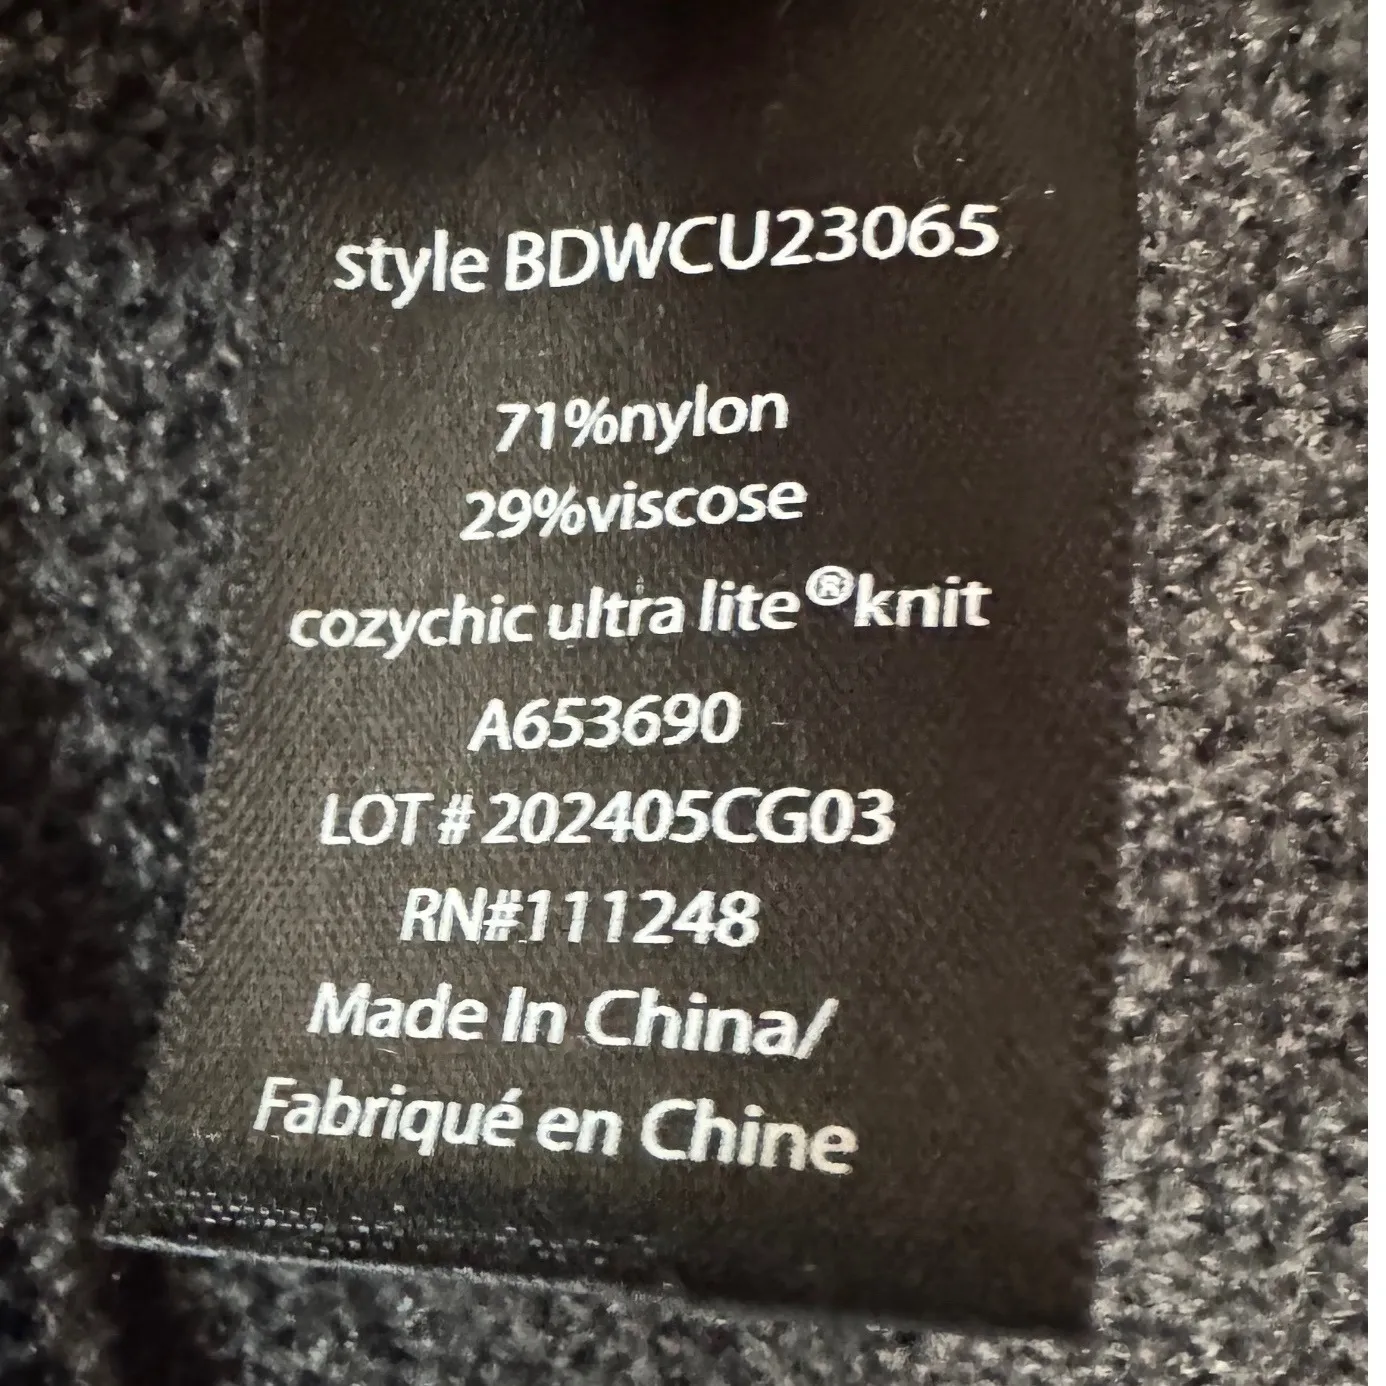 style BDWCU23065
71%nylon
29%viscose
cozychic ultra lite®knit
A653690
LOT # 202405CG03
RN#111248
Made In China/
Fabriqué en Chine